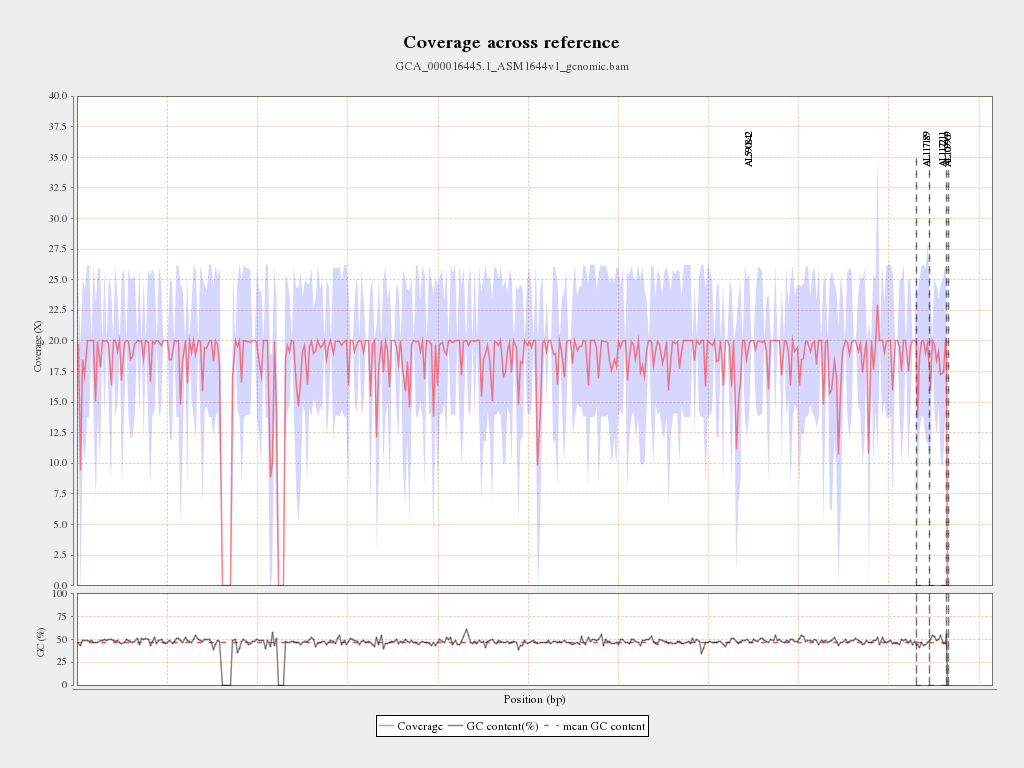 Coverage across reference
GCA_000016445.1_ASM1644v1_genomic.bam
40.0
37.5
35.0
32.5
30.0
27.5
25.0
22.5
20.0
17.5
15.0
12.5
10.0
7.5
5.0
2.5
0.0
Coverage (X)
AL590842
AL117189
AL117211
AL109969
100
75
50
25
0
GC (%)
Position (bp)
Coverage GC content(%) mean GC content